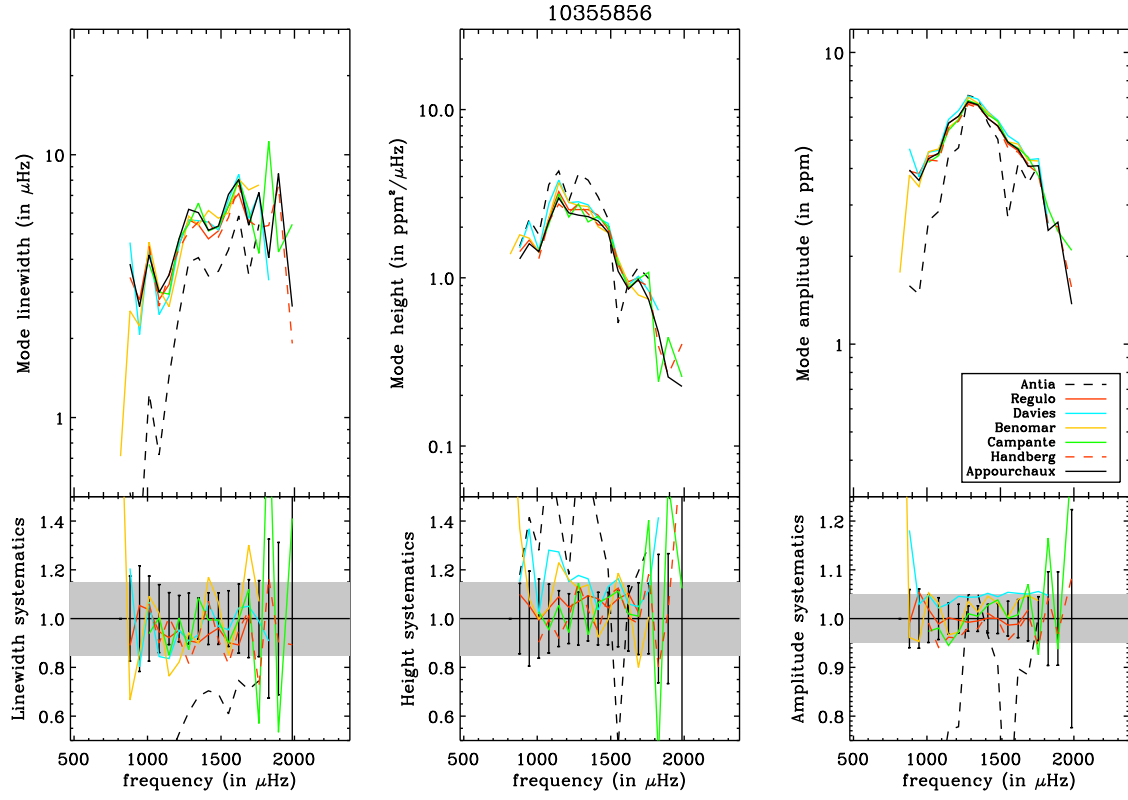 10355856
Mode linewidth (in μHz)
10
1
Mode height (in ppm²/μHz)
10.0
1.0
0.1
Mode amplitude (in ppm)
10
1
Antia
Regulo
Davies
Benomar
Campante
Handberg
Appourchaux
Linewidth systematics
1.4
1.2
1.0
0.8
0.6
500 1000 1500 2000
frequency (in μHz)
Height systematics
1.4
1.2
1.0
0.8
0.6
500 1000 1500 2000
frequency (in μHz)
Amplitude systematics
1.2
1.1
1.0
0.9
0.8
500 1000 1500 2000
frequency (in μHz)